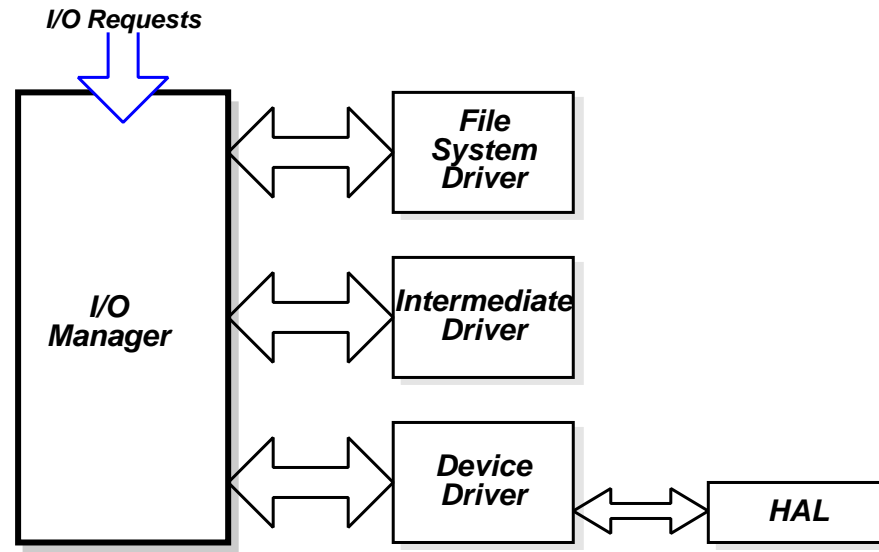 I/O Requests
File
System
Driver
I/O
Manager
Intermediate
Driver
Device
Driver
HAL